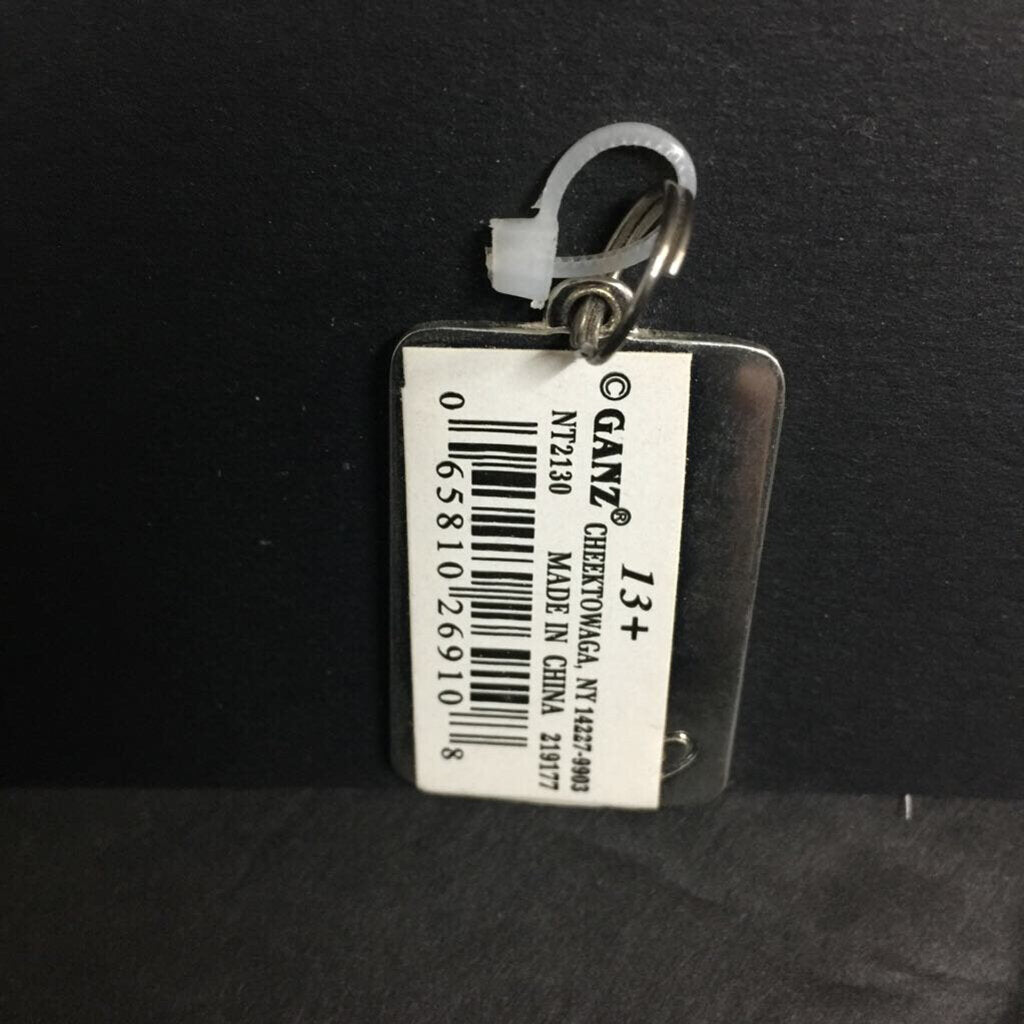 13+
© GANZ® CHEEKTOWAGA, NY 14227-9903
NT2130 MADE IN CHINA 219177
0 65810 26910 8